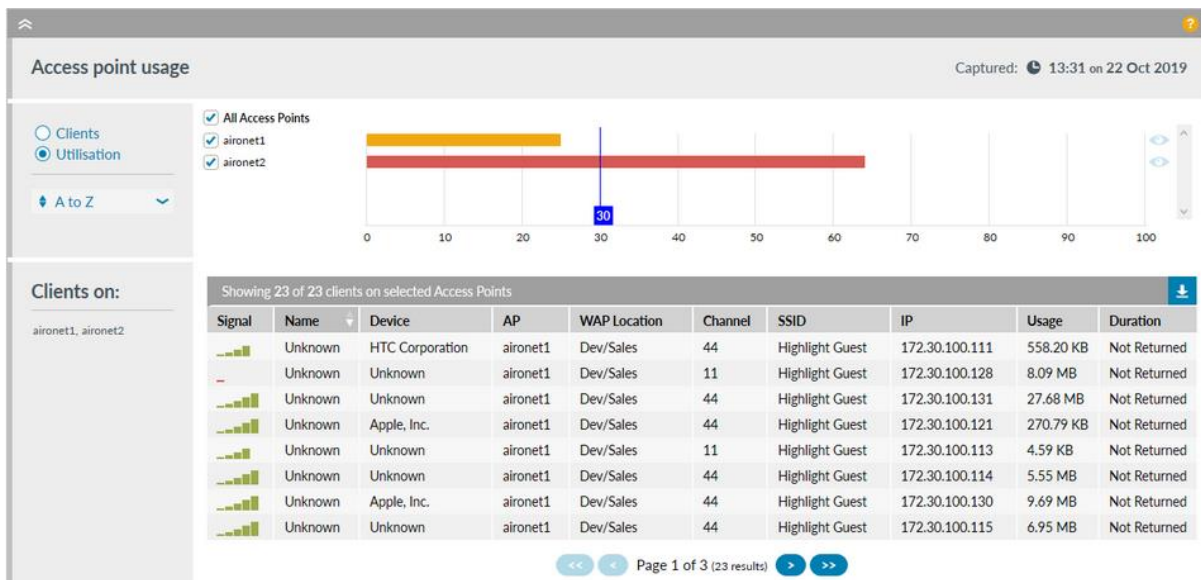 ?
Access point usage
Captured: 13:31 on 22 Oct 2019
Clients
Utilisation
A to Z
All Access Points
aironet1
aironet2
30
0 10 20 30 40 50 60 70 80 90 100
Clients on:
aironet1, aironet2
Showing 23 of 23 clients on selected Access Points
Signal Name Device AP WAP Location Channel SSID IP Usage Duration
Unknown HTC Corporation aironet1 Dev/Sales 44 Highlight Guest 172.30.100.111 558.20 KB Not Returned
Unknown Unknown aironet1 Dev/Sales 11 Highlight Guest 172.30.100.128 8.09 MB Not Returned
Unknown Unknown aironet1 Dev/Sales 44 Highlight Guest 172.30.100.131 27.68 MB Not Returned
Unknown Apple, Inc. aironet1 Dev/Sales 44 Highlight Guest 172.30.100.121 270.79 KB Not Returned
Unknown Unknown aironet1 Dev/Sales 11 Highlight Guest 172.30.100.113 4.59 KB Not Returned
Unknown Unknown aironet1 Dev/Sales 44 Highlight Guest 172.30.100.114 5.55 MB Not Returned
Unknown Apple, Inc. aironet1 Dev/Sales 44 Highlight Guest 172.30.100.130 9.69 MB Not Returned
Unknown Unknown aironet1 Dev/Sales 44 Highlight Guest 172.30.100.115 6.95 MB Not Returned
<< < Page 1 of 3 (23 results) > >>